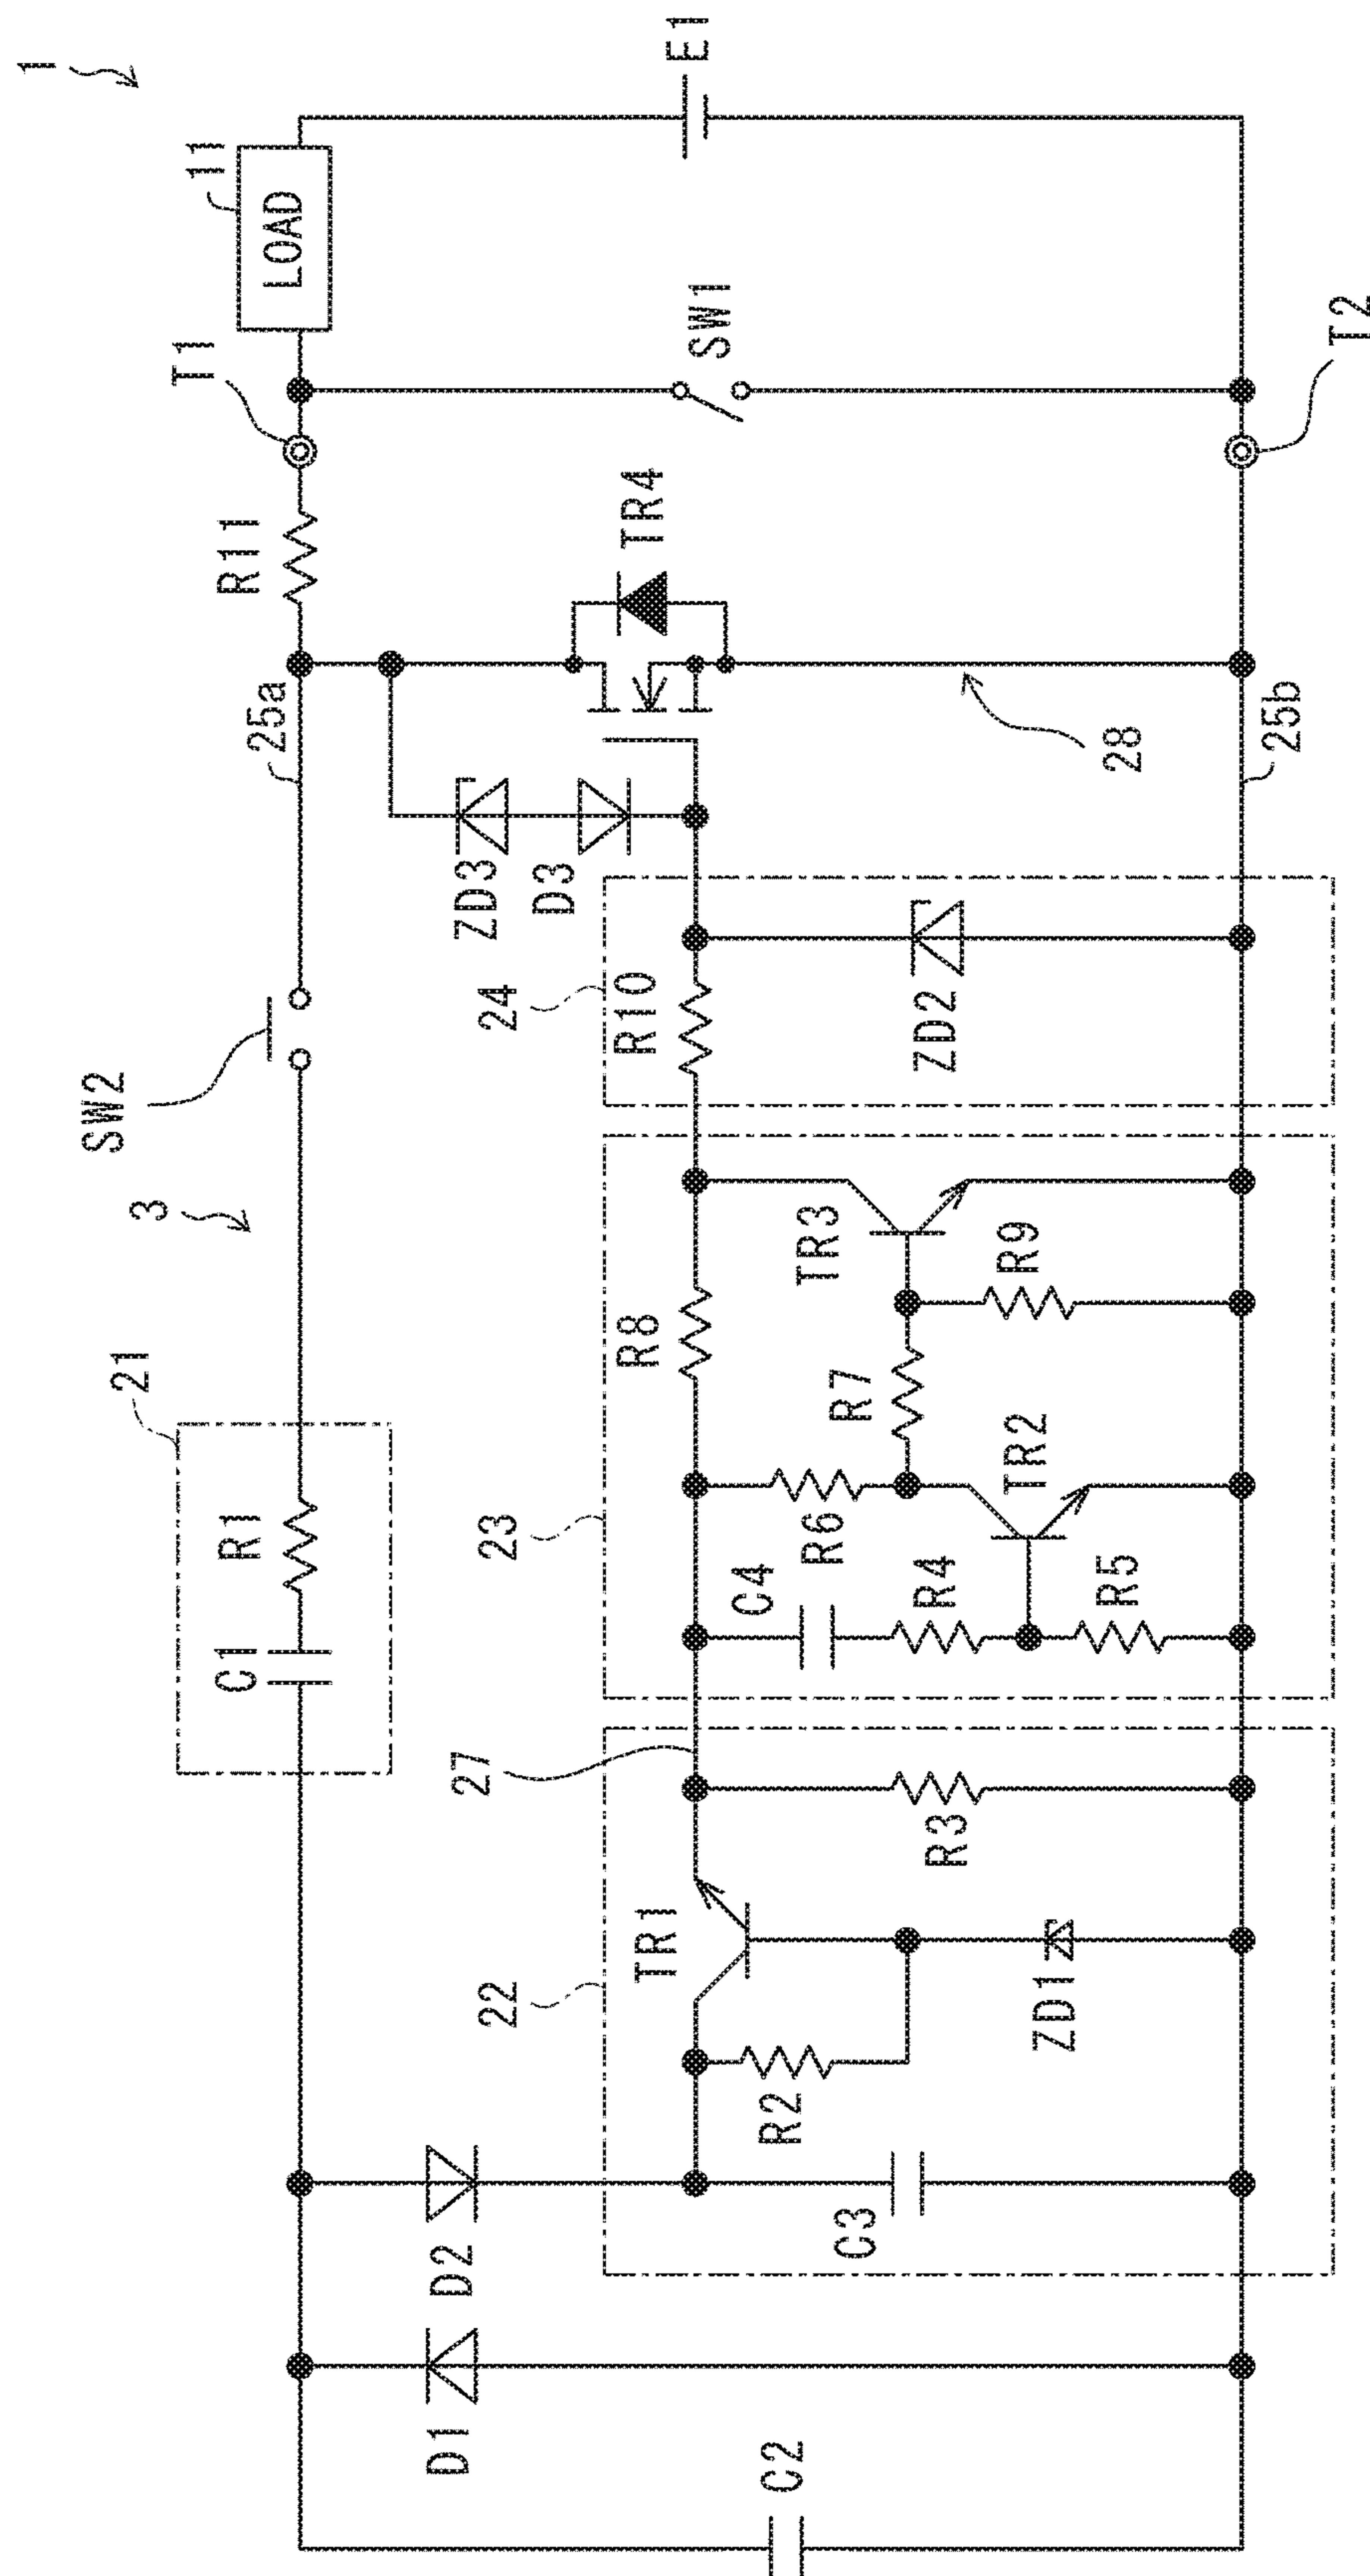 1
E1
11
LOAD
T1
SW1
T2
R11
TR4
25a
28
25b
ZD3
D3
24
R10
ZD2
SW2
3
TR3
R9
R8
21
R7
TR2
23
R6
R1
C4
R4
R5
C1
27
R3
TR1
22
ZD1
R2
C3
D2
D1
C2